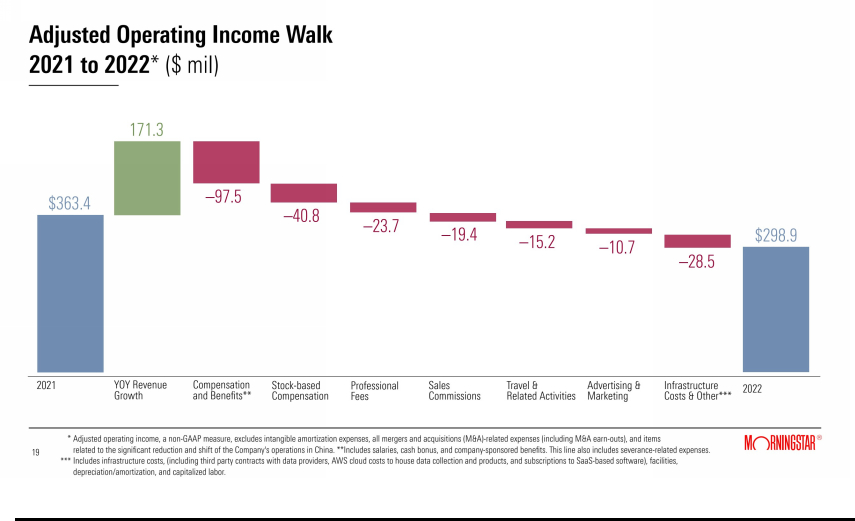 Adjusted Operating Income Walk
2021 to 2022* ($ mil)
171.3
$363.4
–97.5
–40.8
–23.7
–19.4
–15.2
–10.7
–28.5
$298.9
2021
YOY Revenue
Growth
Compensation
and Benefits**
Stock-based
Compensation
Professional
Fees
Sales
Commissions
Travel &
Related Activities
Advertising &
Marketing
Infrastructure
Costs & Other***
2022
* Adjusted operating income, a non-GAAP measure, excludes intangible amortization expenses, all mergers and acquisitions (M&A)-related expenses (including M&A earn-outs), and items
related to the significant reduction and shift of the Company's operations in China. **Includes salaries, cash bonus, and company-sponsored benefits. This line also includes severance-related expenses.
*** Includes infrastructure costs, (including third party contracts with data providers, AWS cloud costs to house data collection and products, and subscriptions to SaaS-based software), facilities,
depreciation/amortization, and capitalized labor.
19
MORNINGSTAR®